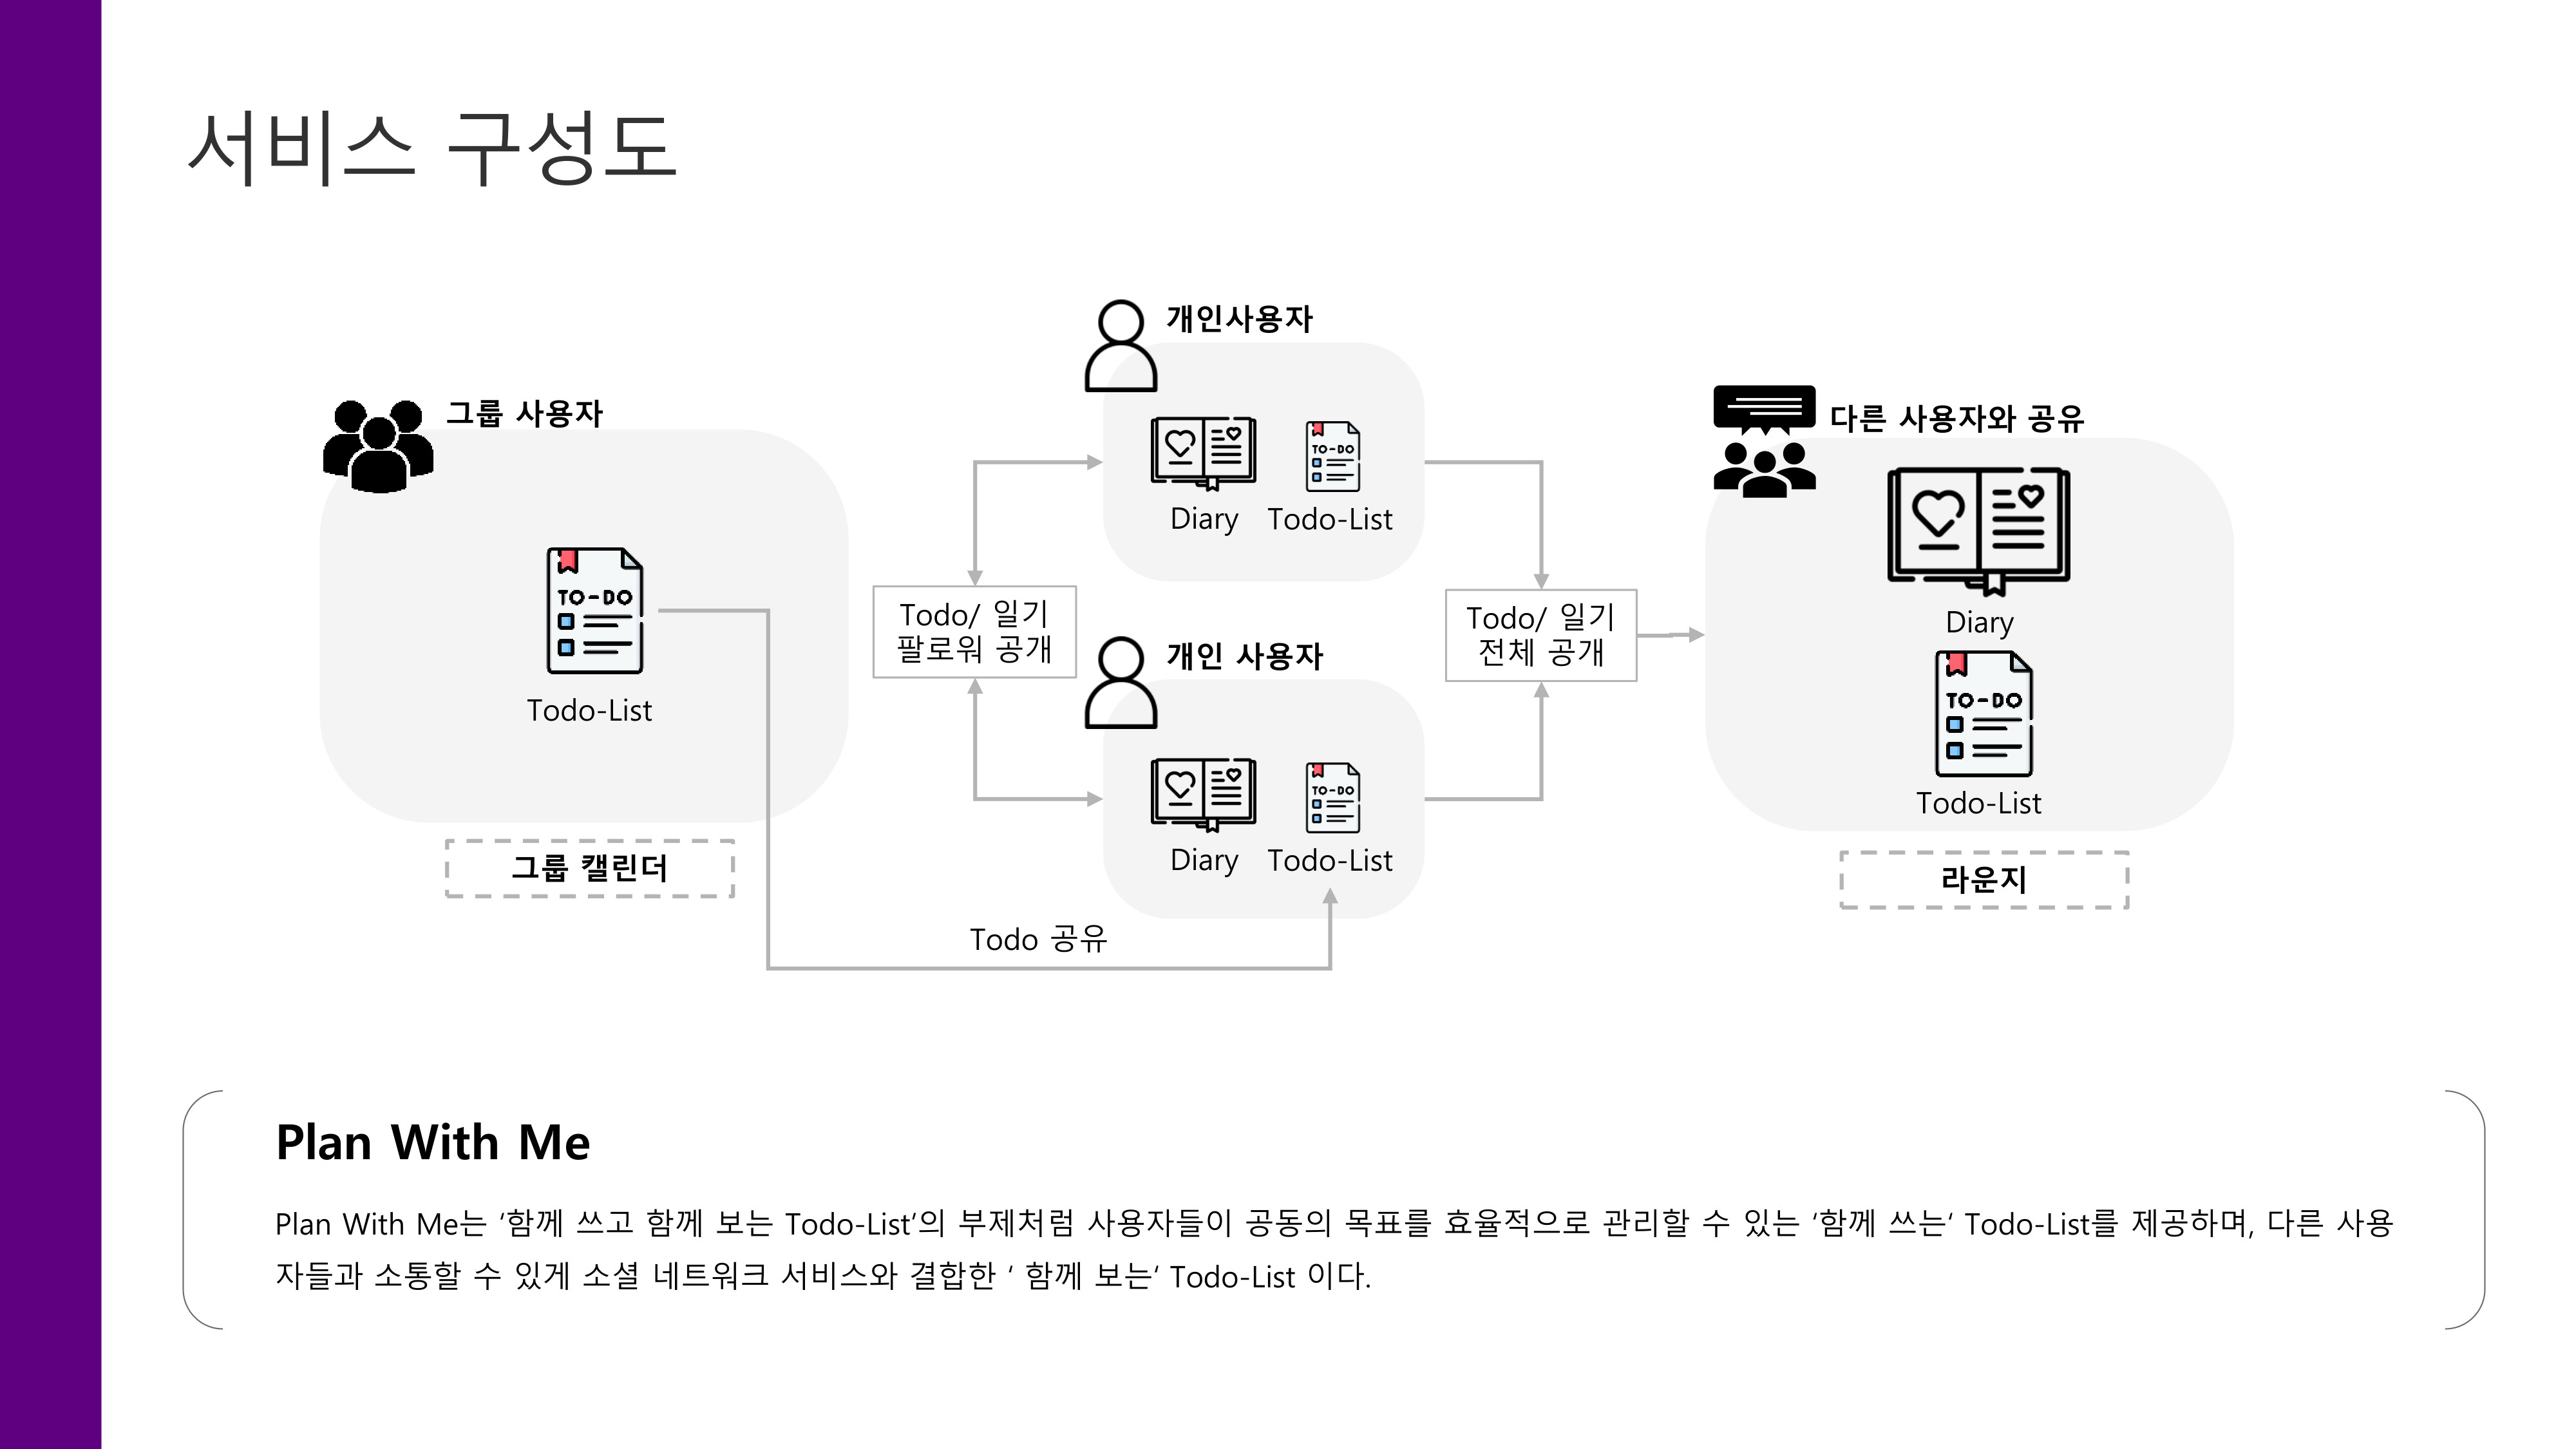 서비스 구성도
그룹 사용자
TO-DO
Todo-List
그룹 캘린더
Todo/ 일기
팔로워 공개
개인사용자
TO-DO
Diary Todo-List
개인 사용자
TO-DO
Diary Todo-List
Todo 공유
Todo/ 일기
전체 공개
다른 사용자와 공유
Diary
TO-DO
Todo-List
라운지
Plan With Me
Plan With Me는 ‘함께 쓰고 함께 보는 Todo-List‘의 부제처럼 사용자들이 공동의 목표를 효율적으로 관리할 수 있는 ‘함께 쓰는‘ Todo-List를 제공하며, 다른 사용
자들과 소통할 수 있게 소셜 네트워크 서비스와 결합한 ‘ 함께 보는‘ Todo-List 이다.